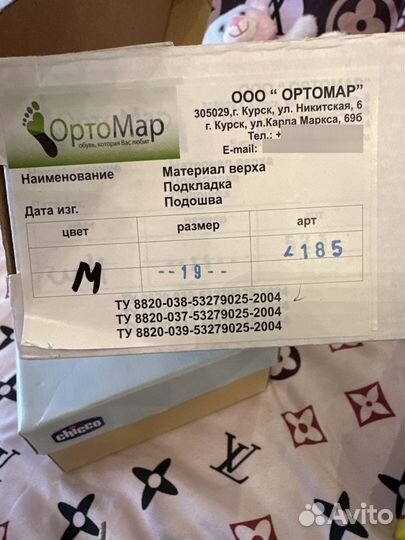 ОртоМар
обувь, которая Вас любит
ООО “ ОРТОМАР”
305029,г. Курск, ул. Никитская, 6
г. Курск, ул.Карла Маркса, 69б
Тел.: +
E-mail:
Наименование Материал верха
Подкладка
Подошва
Дата изг.
цвет размер арт
М --19-- 185
ТУ 8820-038-53279025-2004
ТУ 8820-037-53279025-2004
ТУ 8820-039-53279025-2004
chicco
LV
Avito